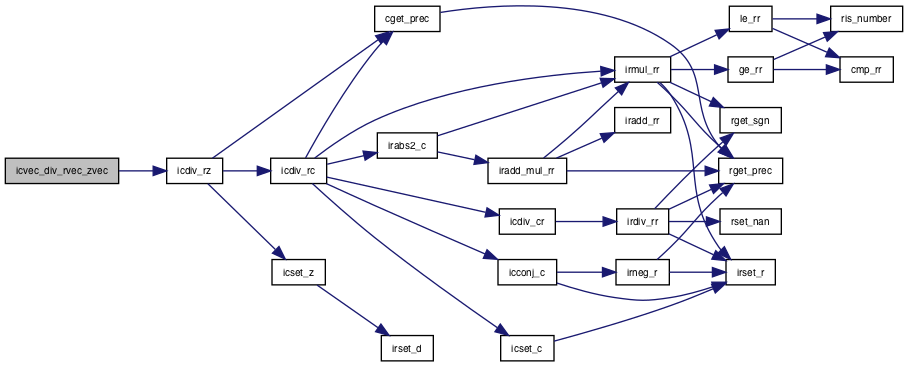 icvec_div_rvec_zvec
icdiv_rz
cget_prec
icdiv_rc
icset_z
irabs2_c
irset_d
iradd_mul_rr
icdiv_cr
icconj_c
icset_c
irmul_rr
iradd_rr
irdiv_rr
irneg_r
le_rr
ge_rr
rget_sgn
rget_prec
rset_nan
irset_r
ris_number
cmp_rr